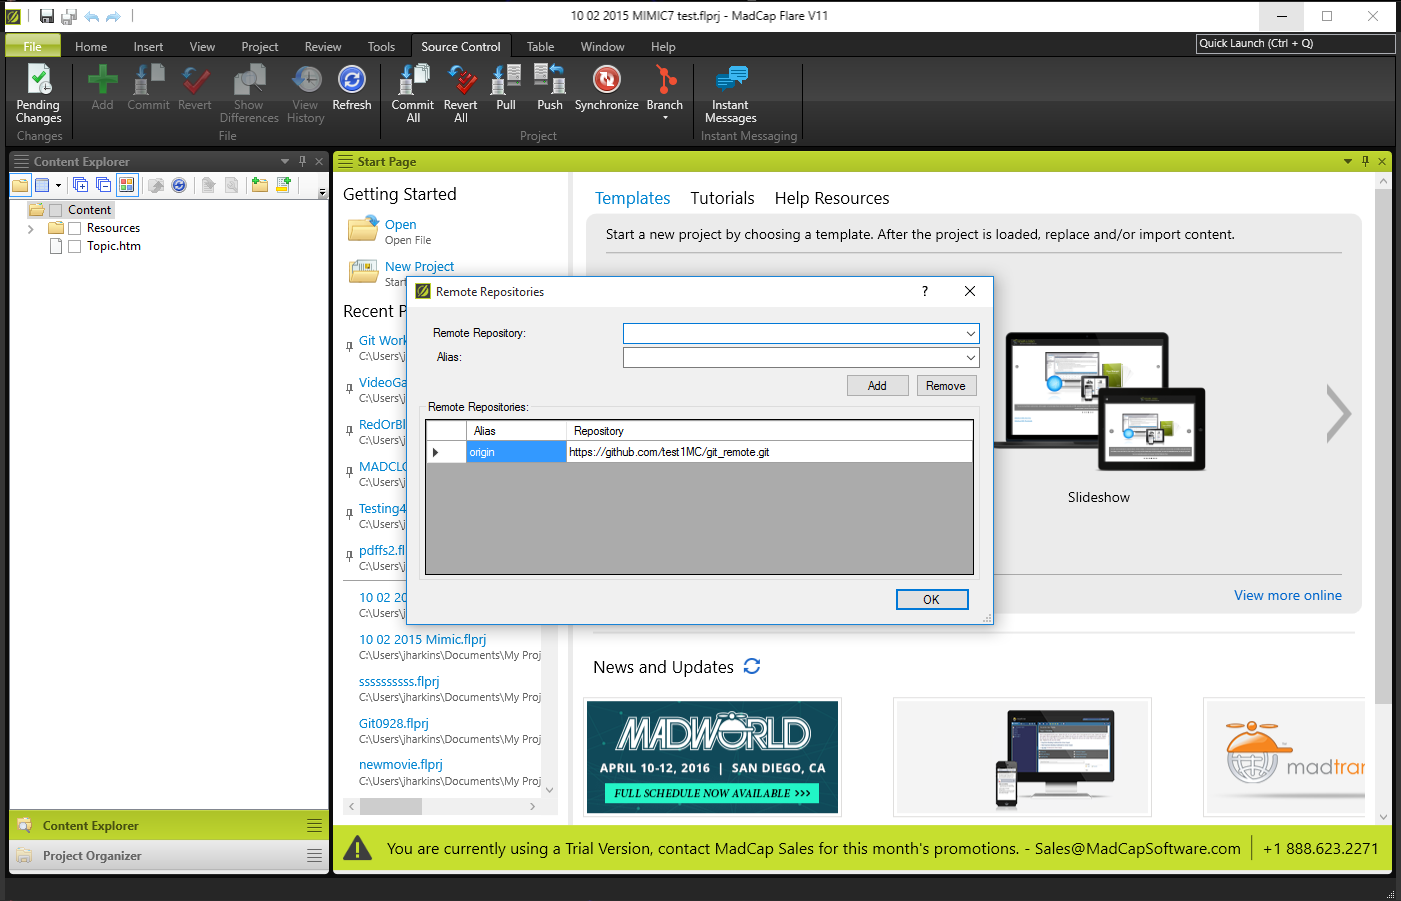 10 02 2015 MIMIC7 test.flprj - MadCap Flare V11
File Home Insert View Project Review Tools Source Control Table Window Help
Quick Launch (Ctrl + Q)
Pending Changes
Add
Commit
Revert
Show Differences
View History
Refresh
Commit All
Revert All
Pull
Push
Synchronize
Branch
Instant Messages
Changes
File
Project
Instant Messaging
Content Explorer
Content
Resources
Topic.htm
Content Explorer
Project Organizer
Start Page
Getting Started
Open
Open File
New Project
Start
Recent P
Git Work
C:\Users\j
VideoGa
C:\Users\j
RedOrBl
C:\Users\j
MADCLO
C:\Users\j
Testing4
C:\Users\j
pdffs2.fl
C:\Users\j
10 02 20
C:\Users\j
10 02 2015 Mimic.flprj
C:\Users\jharkins\Documents\My Proj
ssssssssss.flprj
C:\Users\jharkins\Documents\My Proj
Git0928.flprj
C:\Users\jharkins\Documents\My Proj
newmovie.flprj
C:\Users\jharkins\Documents\My Proj
Templates Tutorials Help Resources
Start a new project by choosing a template. After the project is loaded, replace and/or import content.
Slideshow
View more online
Remote Repositories
?
Remote Repository:
Alias:
Add Remove
Remote Repositories:
Alias Repository
origin https://github.com/test1MC/git_remote.git
OK
News and Updates
MADWORLD
APRIL 10-12, 2016 | SAN DIEGO, CA
FULL SCHEDULE NOW AVAILABLE >>>
madtran
You are currently using a Trial Version, contact MadCap Sales for this month's promotions. - Sales@MadCapSoftware.com
+1 888.623.2271